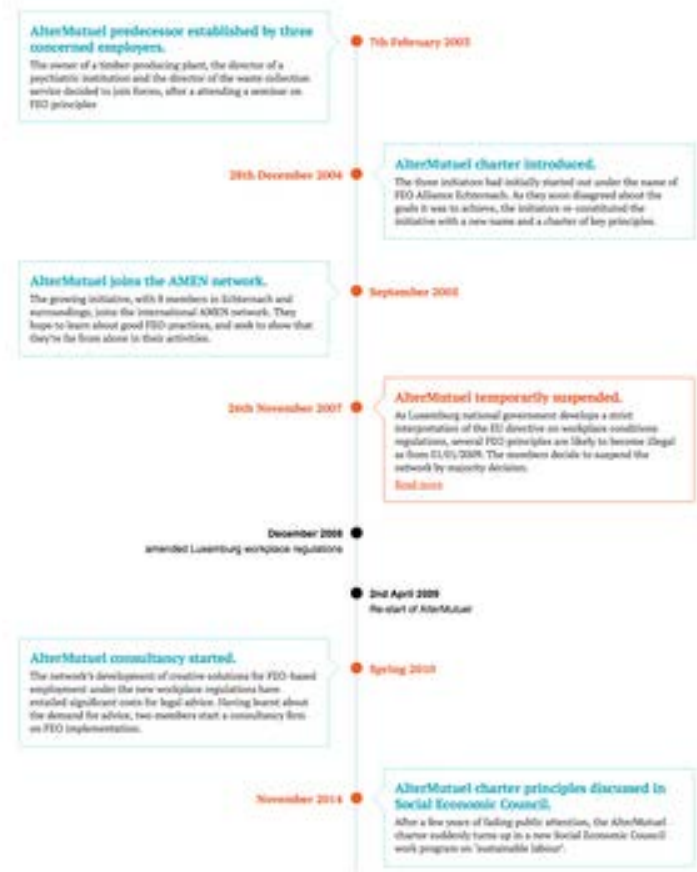 AlterMutuel predecessor established by three
concerned employers.
The owner of a timber producing plant, the director of a
psychiatric institution and the director of the waste collection
service decided to join forces, after a attending a seminar on
FEO principles
7th February 2003
28th December 2004
AlterMutuel charter introduced.
The three initiators had initially started out under the name of
FEO Alliance Echternach. As they soon disagreed about the
goals it was to achieve, the initiators re-constituted the
initiative with a new name and a charter of key principles.
AlterMutuel joins the AMEN network.
The growing initiative, with 8 members in Echternach and
surroundings, joins the international AMEN network. They
hope to learn about good FEO practices, and seek to show that
they're far from alone in their activities.
September 2005
26th November 2007
AlterMutuel temporarily suspended.
As Luxemburg national government develops a strict
interpretation of the EU directive on workplace conditions
regulations, several FEO principles are likely to become illegal
as from 01/01/2009. The members decide to suspend the
network by majority decision.
Read more
December 2008
amended Luxemburg workplace regulations
2nd April 2009
Re-start of AlterMutuel
AlterMutuel consultancy started.
The network's development of creative solutions for FEO-based
employment under the new workplace regulations have
entailed significant costs for legal advice. Having learnt about
the demand for advice, two members start a consultancy firm
on FEO implementation.
Spring 2010
November 2014
AlterMutuel charter principles discussed in
Social Economic Council.
After a few years of fading public attention, the AlterMutuel
charter suddenly turns up in a new Social Economic Council
work program on 'sustainable labour'.